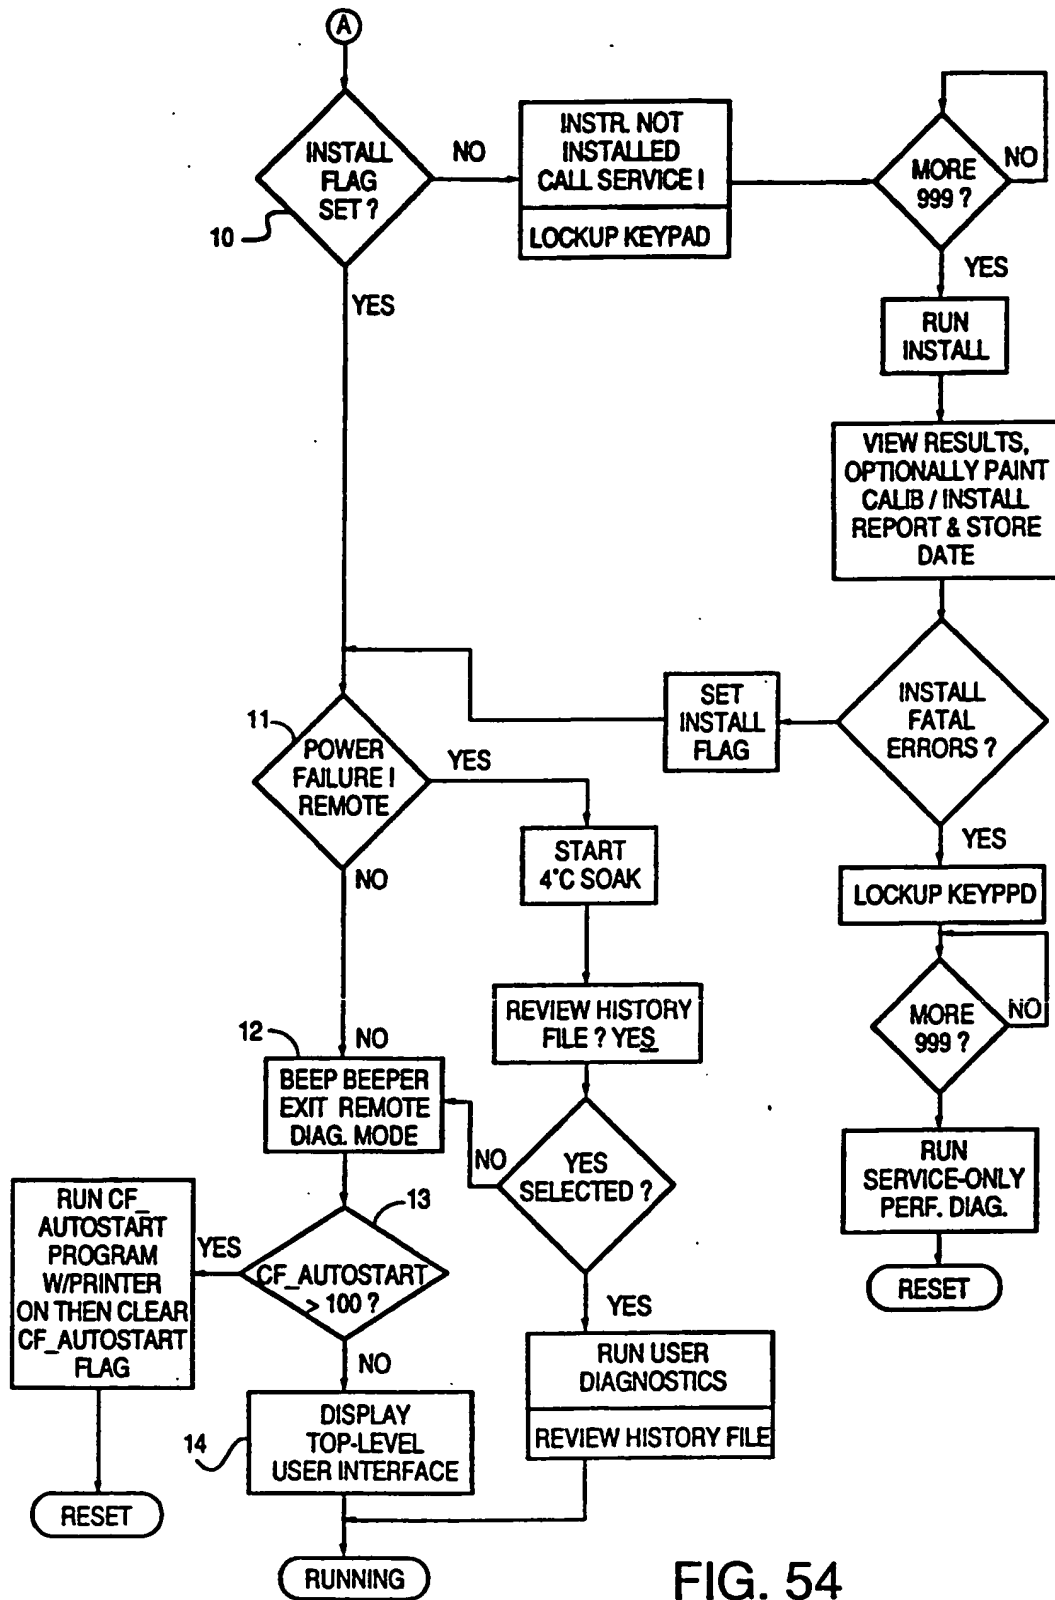 A
INSTALL
FLAG
SET ?
10
NO
INSTR. NOT
INSTALLED
CALL SERVICE !
LOCKUP KEYPAD
MORE
999 ?
NO
YES
YES
RUN
INSTALL
VIEW RESULTS,
OPTIONALLY PAINT
CALIB / INSTALL
REPORT & STORE
DATE
INSTALL
FATAL
ERRORS ?
SET
INSTALL
FLAG
11
POWER
FAILURE !
REMOTE
YES
NO
START
4°C SOAK
YES
LOCKUP KEYPPD
MORE
999 ?
NO
REVIEW HISTORY
FILE ? YES
12
NO
BEEP BEEPER
EXIT REMOTE
DIAG. MODE
NO
YES
SELECTED ?
RUN
SERVICE-ONLY
PERF. DIAG.
RESET
13
CF_AUTOSTART
> 100 ?
YES
RUN CF_
AUTOSTART
PROGRAM
W/PRINTER
ON THEN CLEAR
CF_AUTOSTART
FLAG
NO
YES
RUN USER
DIAGNOSTICS
REVIEW HISTORY FILE
14
DISPLAY
TOP-LEVEL
USER INTERFACE
RESET
RUNNING
FIG. 54